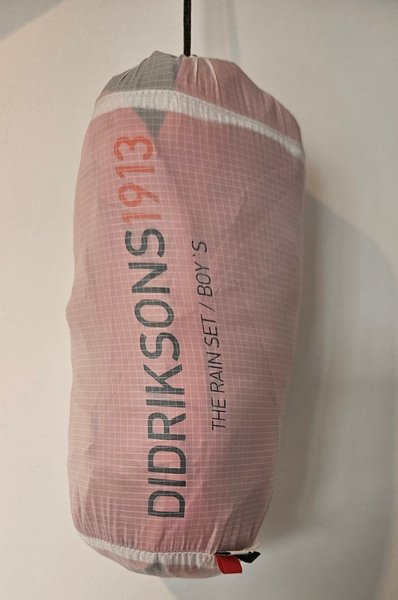 DIDRIKSONS1913
THE RAIN SET / BOY`S